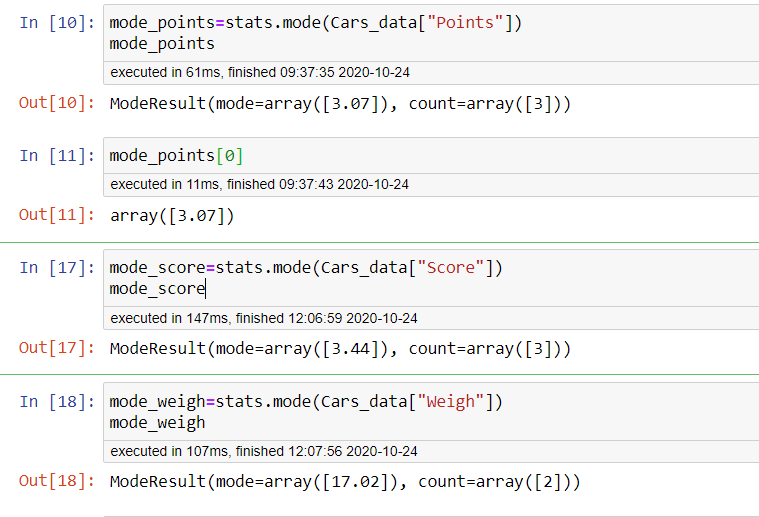 In [10]: mode_points=stats.mode(Cars_data["Points"])
mode_points
executed in 61ms, finished 09:37:35 2020-10-24
Out[10]: ModeResult(mode=array([3.07]), count=array([3]))
In [11]: mode_points[0]
executed in 11ms, finished 09:37:43 2020-10-24
Out[11]: array([3.07])
In [17]: mode_score=stats.mode(Cars_data["Score"])
mode_score
executed in 147ms, finished 12:06:59 2020-10-24
Out[17]: ModeResult(mode=array([3.44]), count=array([3]))
In [18]: mode_weigh=stats.mode(Cars_data["Weigh"])
mode_weigh
executed in 107ms, finished 12:07:56 2020-10-24
Out[18]: ModeResult(mode=array([17.02]), count=array([2]))